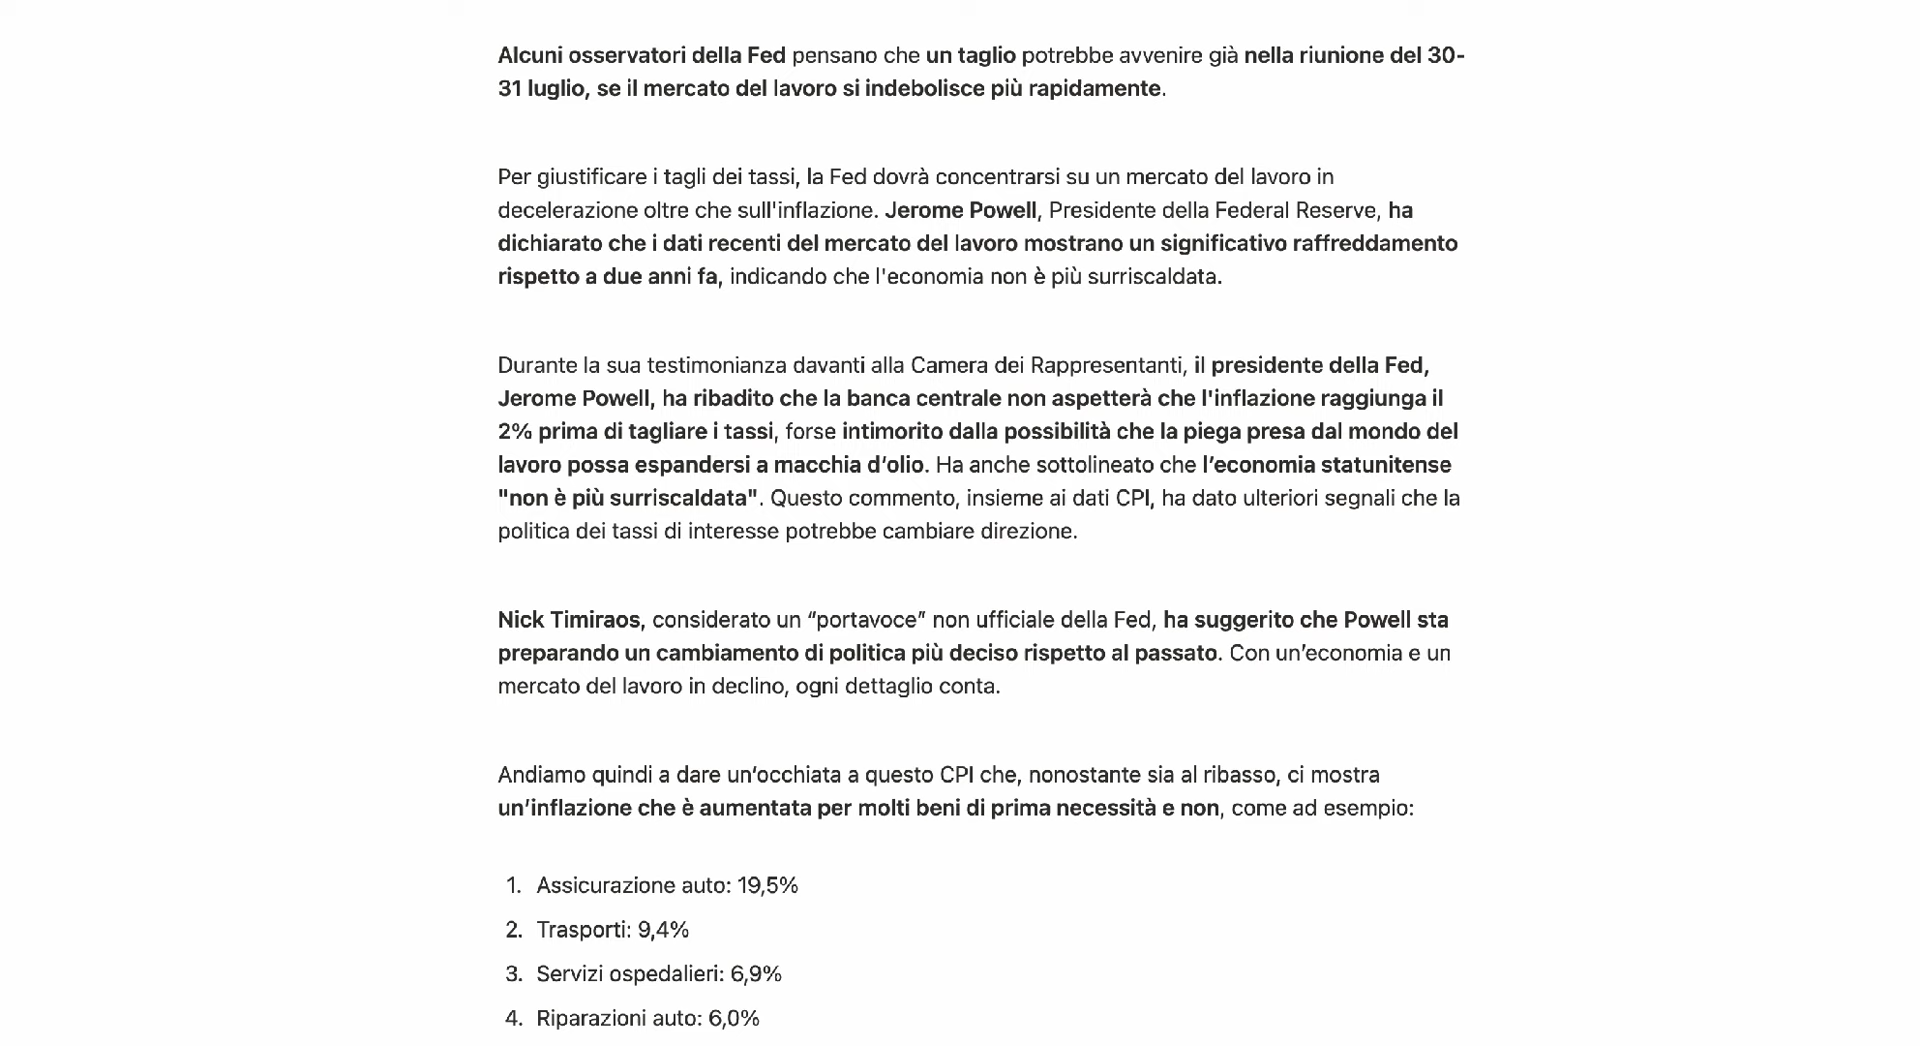 Alcuni osservatori della Fed pensano che un taglio potrebbe avvenire già nella riunione del 30-
31 luglio, se il mercato del lavoro si indebolisce più rapidamente.
Per giustificare i tagli dei tassi, la Fed dovrà concentrarsi su un mercato del lavoro in
decelerazione oltre che sull'inflazione. Jerome Powell, Presidente della Federal Reserve, ha
dichiarato che i dati recenti del mercato del lavoro mostrano un significativo raffreddamento
rispetto a due anni fa, indicando che l'economia non è più surriscaldata.
Durante la sua testimonianza davanti alla Camera dei Rappresentanti, il presidente della Fed,
Jerome Powell, ha ribadito che la banca centrale non aspetterà che l'inflazione raggiunga il
2% prima di tagliare i tassi, forse intimorito dalla possibilità che la piega presa dal mondo del
lavoro possa espandersi a macchia d’olio. Ha anche sottolineato che l’economia statunitense
"non è più surriscaldata". Questo commento, insieme ai dati CPI, ha dato ulteriori segnali che la
politica dei tassi di interesse potrebbe cambiare direzione.
Nick Timiraos, considerato un “portavoce” non ufficiale della Fed, ha suggerito che Powell sta
preparando un cambiamento di politica più deciso rispetto al passato. Con un’economia e un
mercato del lavoro in declino, ogni dettaglio conta.
Andiamo quindi a dare un’occhiata a questo CPI che, nonostante sia al ribasso, ci mostra
un’inflazione che è aumentata per molti beni di prima necessità e non, come ad esempio:
1. Assicurazione auto: 19,5%
2. Trasporti: 9,4%
3. Servizi ospedalieri: 6,9%
4. Riparazioni auto: 6,0%